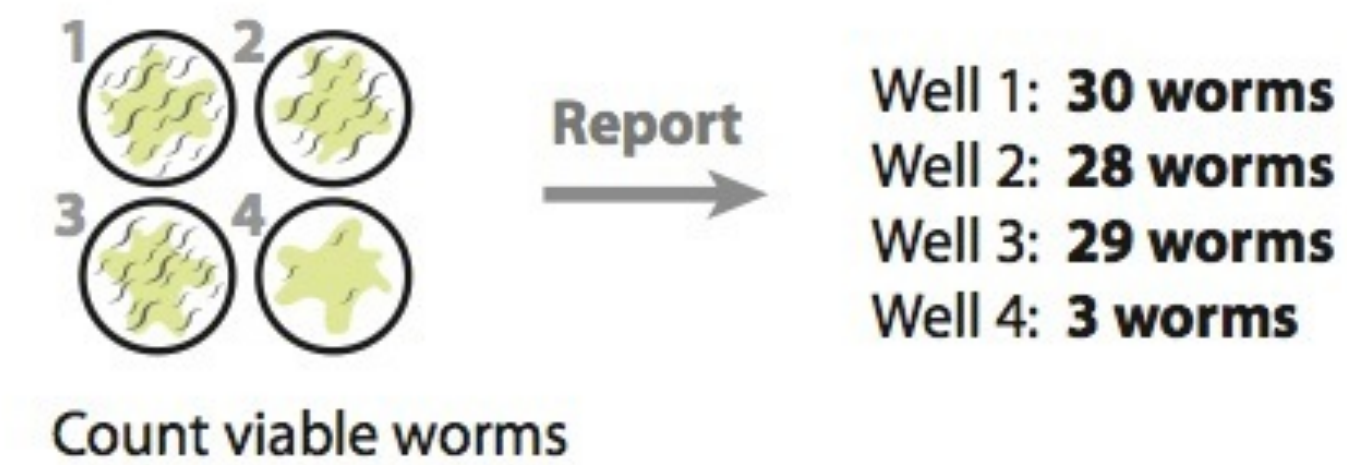 1
2
3
4
Report
Well 1: 30 worms
Well 2: 28 worms
Well 3: 29 worms
Well 4: 3 worms
Count viable worms